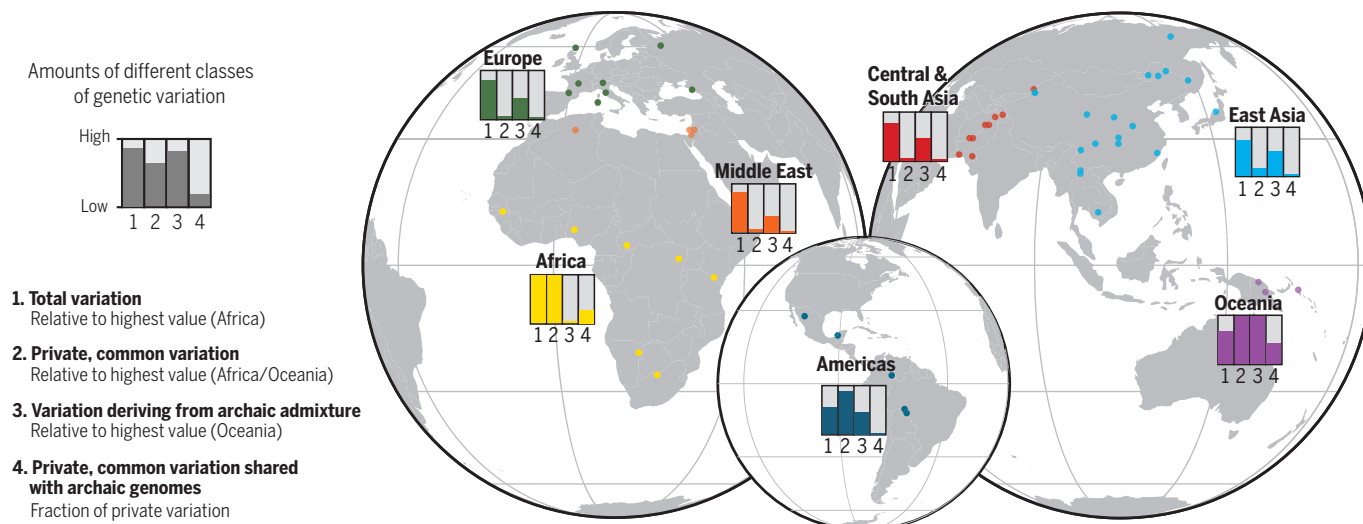 Amounts of different classes
of genetic variation
High
Low
1 2 3 4
1. Total variation
Relative to highest value (Africa)
2. Private, common variation
Relative to highest value (Africa/Oceania)
3. Variation deriving from archaic admixture
Relative to highest value (Oceania)
4. Private, common variation shared
with archaic genomes
Fraction of private variation
Europe
1 2 3 4
Middle East
1 2 3 4
Africa
1 2 3 4
Americas
1 2 3 4
Central &
South Asia
1 2 3 4
East Asia
1 2 3 4
Oceania
1 2 3 4